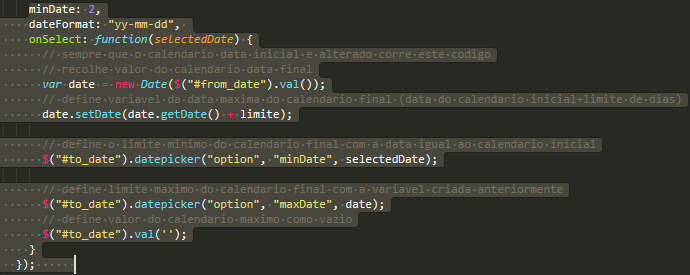 minDate: 2,
dateFormat: "yy-mm-dd",
onSelect: function(selectedDate) {
// sempre que o calendario data inicial e alterado corre este codigo
// recolhe valor do calendario data final
var date = new Date($("#from_date").val());
// define variavel da data maxima do calendario final (data do calendario inicial+limite de dias)
date.setDate(date.getDate() + limite);
// define o limite minimo do calendario final com a data igual ao calendario inicial
$("#to_date").datepicker("option", "minDate", selectedDate);
// define limite maximo do calendario final com a variavel criada anteriormente
$("#to_date").datepicker("option", "maxDate", date);
// define valor do calendario maximo como vazio
$("#to_date").val('');
}
});